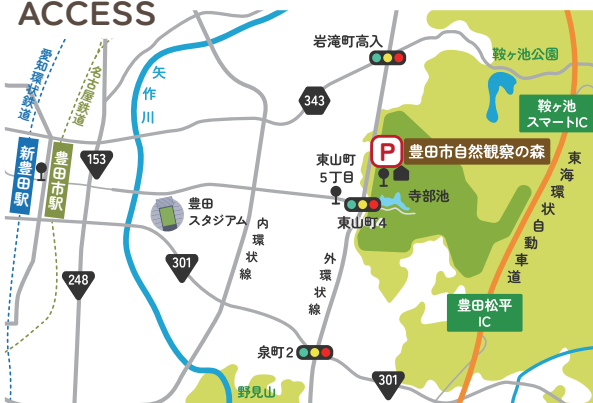 ACCESS
愛知環状鉄道
名古屋鉄道
矢作川
岩滝町高入
鞍ヶ池公園
343
鞍ヶ池
スマートIC
新豊田駅
豊田市駅
153
P
豊田市自然観察の森
東山町
5丁目
寺部池
東海環状自動車道
豊田
スタジアム
東山町4
内環状線
外環状線
301
248
豊田松平
IC
泉町2
301
野見山